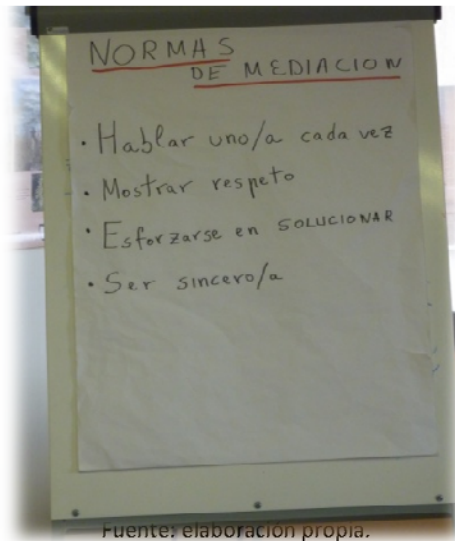 NORMAS
DE MEDIACION
· Hablar uno/a cada vez
· Mostrar respeto
· Esforzarse en SOLUCIONAR
· Ser sincero/a
Fuente: elaboración propia.